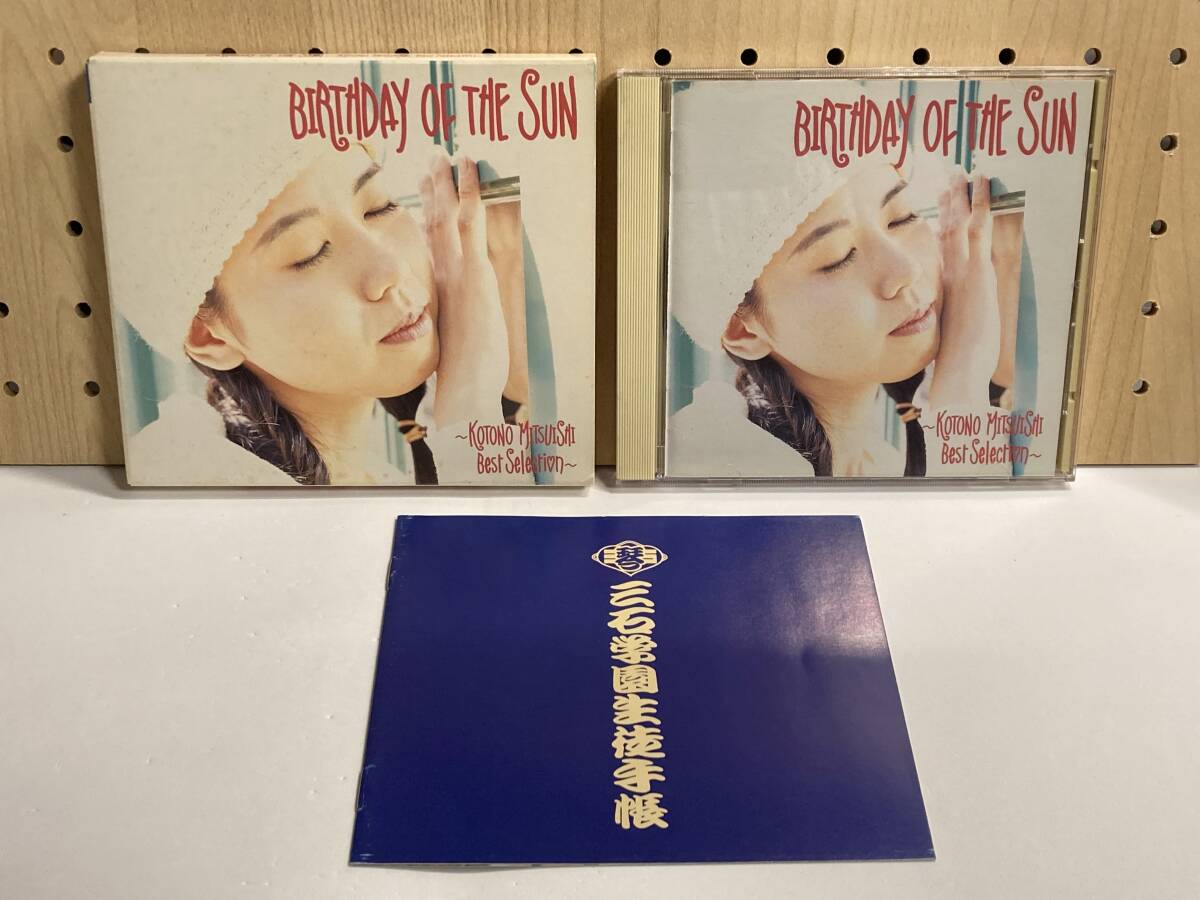 BIRTHDAY OF THE SUN
~KOTONO MITSUISHI
Best Selection~
BIRTHDAY OF THE SUN
~KOTONO MITSUISHI
Best Selection~
三石学園生徒手帳